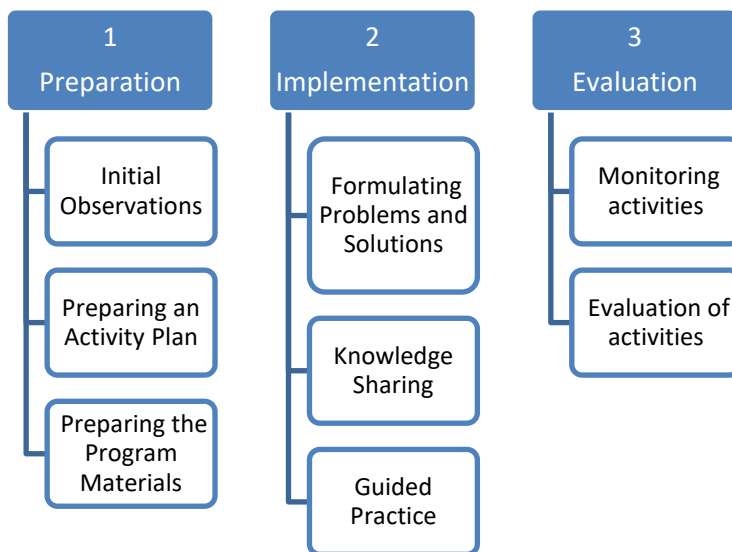 1
Preparation
Initial
Observations
Preparing an
Activity Plan
Preparing the
Program
Materials
2
Implementation
Formulating
Problems and
Solutions
Knowledge
Sharing
Guided
Practice
3
Evaluation
Monitoring
activities
Evaluation of
activities